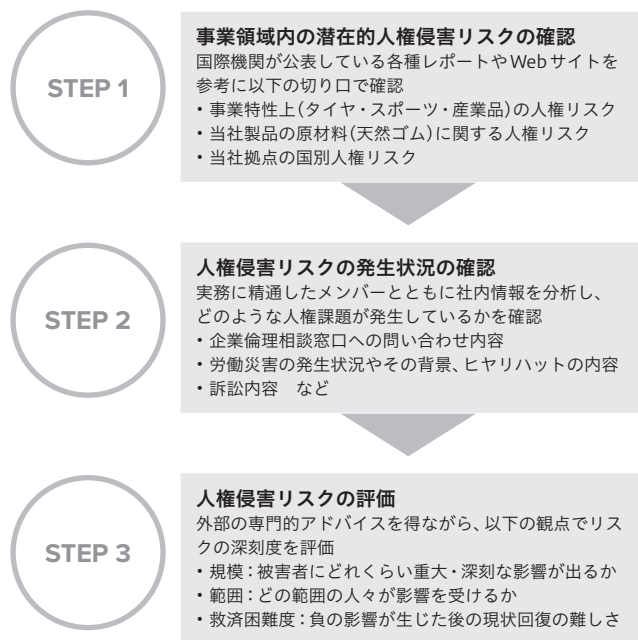 STEP 1
事業領域内の潜在的人権侵害リスクの確認
国際機関が公表している各種レポートやWebサイトを
参考に以下の切り口で確認
・事業特性上(タイヤ・スポーツ・産業品)の人権リスク
・当社製品の原材料(天然ゴム)に関する人権リスク
・当社拠点の国別人権リスク
STEP 2
人権侵害リスクの発生状況の確認
実務に精通したメンバーとともに社内情報を分析し、
どのような人権課題が発生しているかを確認
・企業倫理相談窓口への問い合わせ内容
・労働災害の発生状況やその背景、ヒヤリハットの内容
・訴訟内容　など
STEP 3
人権侵害リスクの評価
外部の専門的アドバイスを得ながら、以下の観点でリス
クの深刻度を評価
・規模：被害者にどれくらい重大・深刻な影響が出るか
・範囲：どの範囲の人々が影響を受けるか
・救済困難度：負の影響が生じた後の現状回復の難しさ